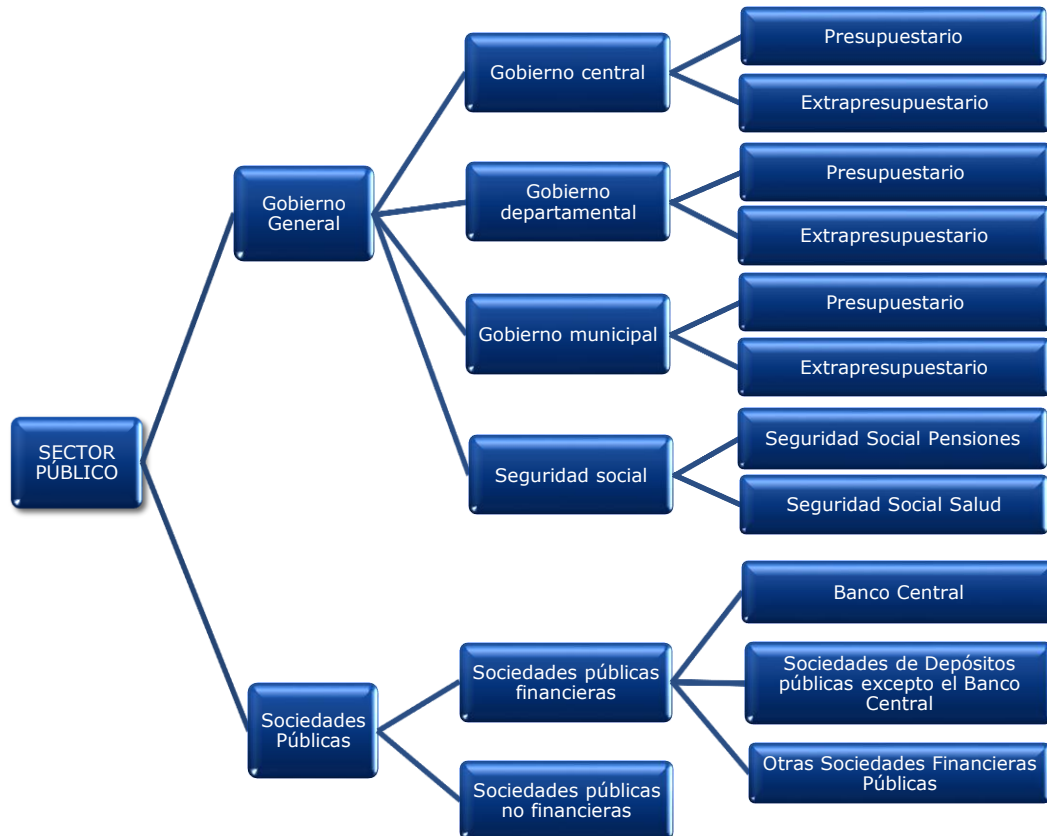 Presupuestario
Gobierno central
Extrapresupuestario
Presupuestario
Gobierno
General
Gobierno
departamental
Extrapresupuestario
Presupuestario
Gobierno municipal
Extrapresupuestario
SECTOR
PÚBLICO
Seguridad Social Pensiones
Seguridad social
Seguridad Social Salud
Banco Central
Sociedades públicas
financieras
Sociedades de Depósitos
públicas excepto el Banco
Central
Sociedades
Públicas
Otras Sociedades Financieras
Públicas
Sociedades públicas
no financieras